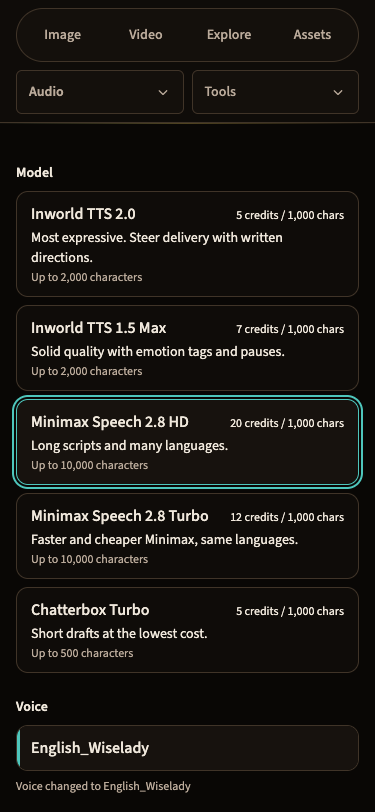 Image
Video
Explore
Assets
Audio
Tools
Model
Inworld TTS 2.0
5 credits / 1,000 chars
Most expressive. Steer delivery with written
directions.
Up to 2,000 characters
Inworld TTS 1.5 Max
7 credits / 1,000 chars
Solid quality with emotion tags and pauses.
Up to 2,000 characters
Minimax Speech 2.8 HD
20 credits / 1,000 chars
Long scripts and many languages.
Up to 10,000 characters
Minimax Speech 2.8 Turbo
12 credits / 1,000 chars
Faster and cheaper Minimax, same languages.
Up to 10,000 characters
Chatterbox Turbo
5 credits / 1,000 chars
Short drafts at the lowest cost.
Up to 500 characters
Voice
English_Wiselady
Voice changed to English_Wiselady